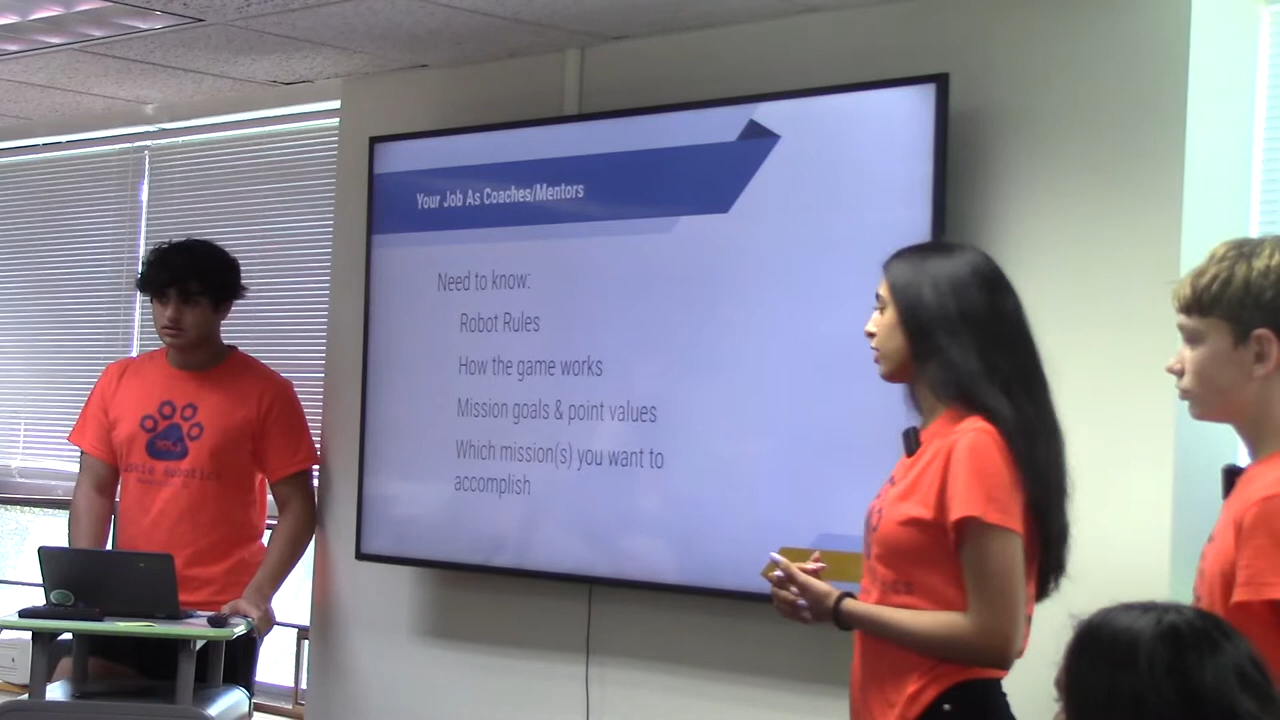 Your Job As Coaches/Mentors
Need to know:
Robot Rules
How the game works
Mission goals & point values
Which mission(s) you want to
accomplish
Robotics